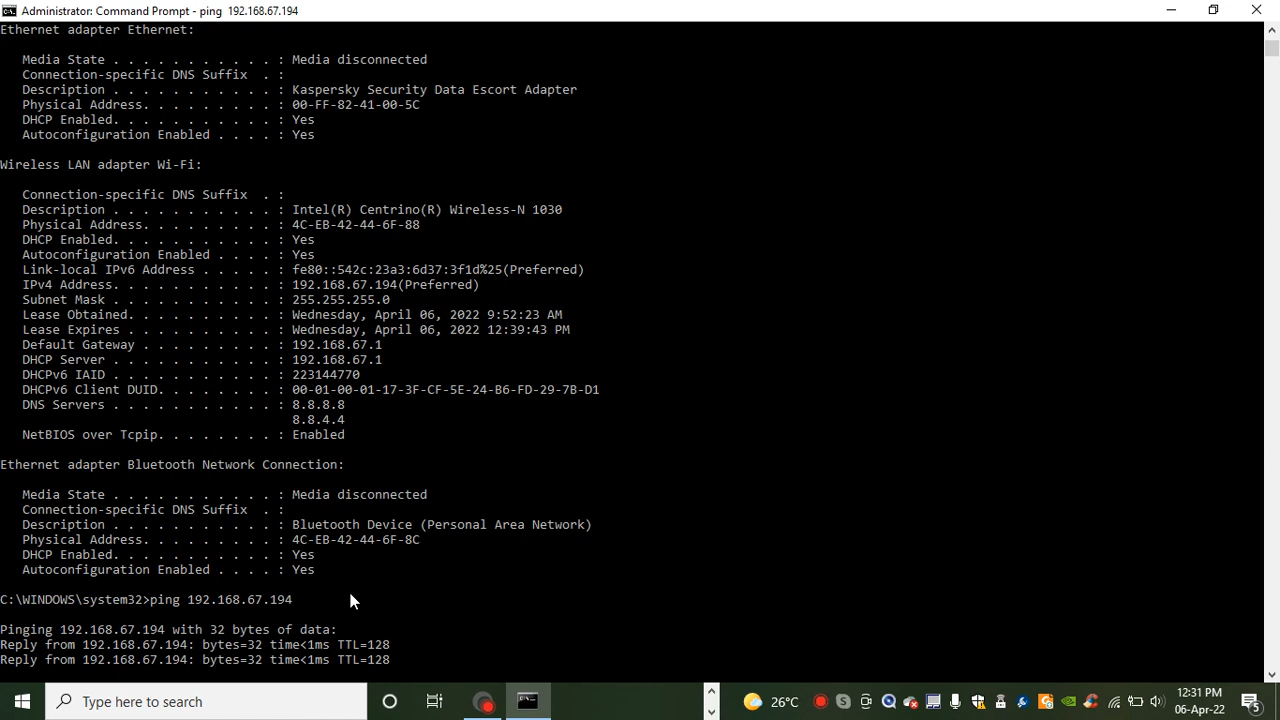 Administrator: Command Prompt - ping  192.168.67.194
Ethernet adapter Ethernet:
   Media State . . . . . . . . . . . : Media disconnected
   Connection-specific DNS Suffix  . :
   Description . . . . . . . . . . . : Kaspersky Security Data Escort Adapter
   Physical Address. . . . . . . . . : 00-FF-82-41-00-5C
   DHCP Enabled. . . . . . . . . . . : Yes
   Autoconfiguration Enabled . . . . : Yes
Wireless LAN adapter Wi-Fi:
   Connection-specific DNS Suffix  . :
   Description . . . . . . . . . . . : Intel(R) Centrino(R) Wireless-N 1030
   Physical Address. . . . . . . . . : 4C-EB-42-44-6F-88
   DHCP Enabled. . . . . . . . . . . : Yes
   Autoconfiguration Enabled . . . . : Yes
   Link-local IPv6 Address . . . . . : fe80::542c:23a3:6d37:3f1d%25(Preferred)
   IPv4 Address. . . . . . . . . . . : 192.168.67.194(Preferred)
   Subnet Mask . . . . . . . . . . . : 255.255.255.0
   Lease Obtained. . . . . . . . . . : Wednesday, April 06, 2022 9:52:23 AM
   Lease Expires . . . . . . . . . . : Wednesday, April 06, 2022 12:39:43 PM
   Default Gateway . . . . . . . . . : 192.168.67.1
   DHCP Server . . . . . . . . . . . : 192.168.67.1
   DHCPv6 IAID . . . . . . . . . . . : 223144770
   DHCPv6 Client DUID. . . . . . . . : 00-01-00-01-17-3F-CF-5E-24-B6-FD-29-7B-D1
   DNS Servers . . . . . . . . . . . : 8.8.8.8
                                       8.8.4.4
   NetBIOS over Tcpip. . . . . . . . : Enabled
Ethernet adapter Bluetooth Network Connection:
   Media State . . . . . . . . . . . : Media disconnected
   Connection-specific DNS Suffix  . :
   Description . . . . . . . . . . . : Bluetooth Device (Personal Area Network)
   Physical Address. . . . . . . . . : 4C-EB-42-44-6F-8C
   DHCP Enabled. . . . . . . . . . . : Yes
   Autoconfiguration Enabled . . . . : Yes
C:\WINDOWS\system32>ping 192.168.67.194
Pinging 192.168.67.194 with 32 bytes of data:
Reply from 192.168.67.194: bytes=32 time<1ms TTL=128
Reply from 192.168.67.194: bytes=32 time<1ms TTL=128
Type here to search
26°C
12:31 PM
06-Apr-22
5